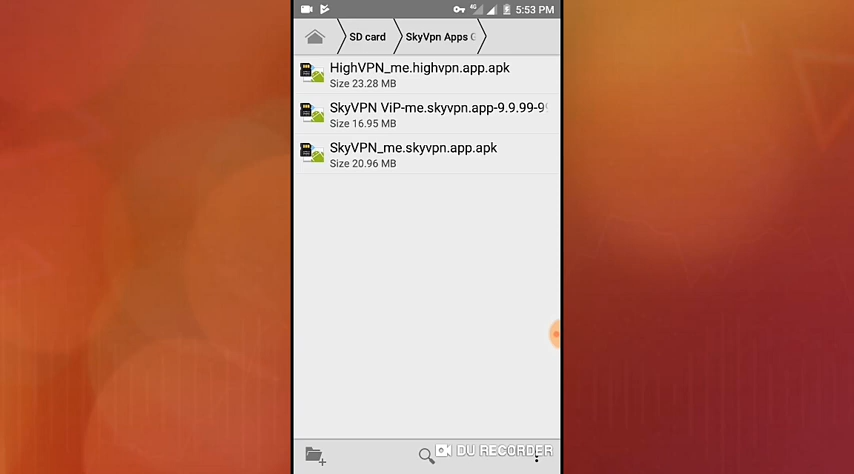 4G 5:53 PM
SD card SkyVpn Apps
HighVPN_me.highvpn.app.apk
Size 23.28 MB
SkyVPN ViP-me.skyvpn.app-9.9.99-9
Size 16.95 MB
SkyVPN_me.skyvpn.app.apk
Size 20.96 MB
DU RECORDER